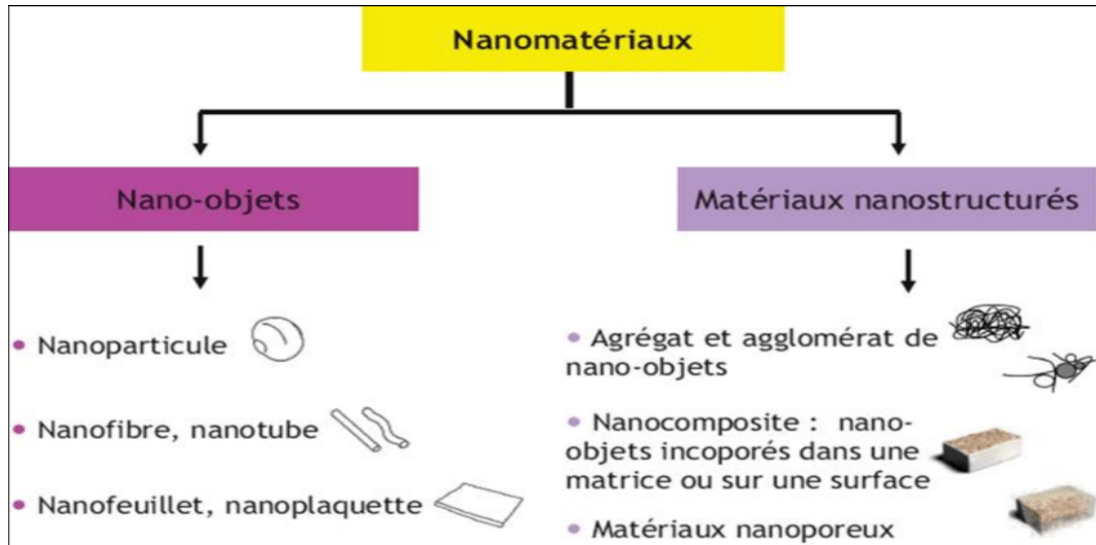 Nanomatériaux
Nano-objets
Matériaux nanostructurés
• Nanoparticule
• Nanofibre, nanotube
• Nanofeuillet, nanoplaquette
• Agrégat et agglomérat de
nano-objets
• Nanocomposite : nano-
objets incoporés dans une
matrice ou sur une surface
• Matériaux nanoporeux